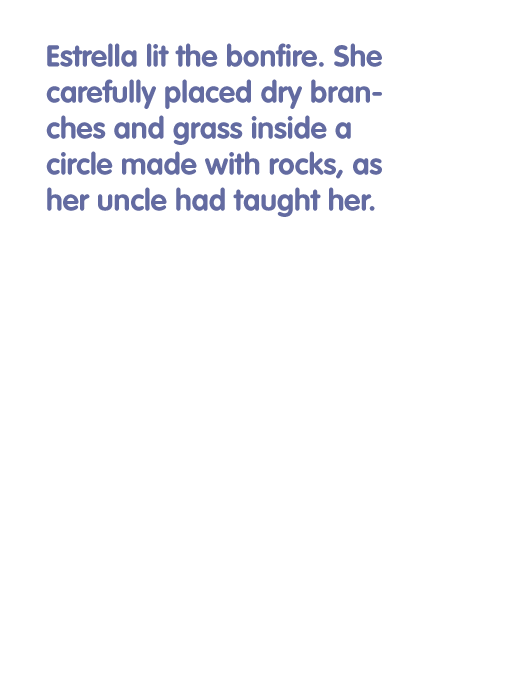 Estrella lit the bonfire. She
carefully placed dry bran-
ches and grass inside a
circle made with rocks, as
her uncle had taught her.